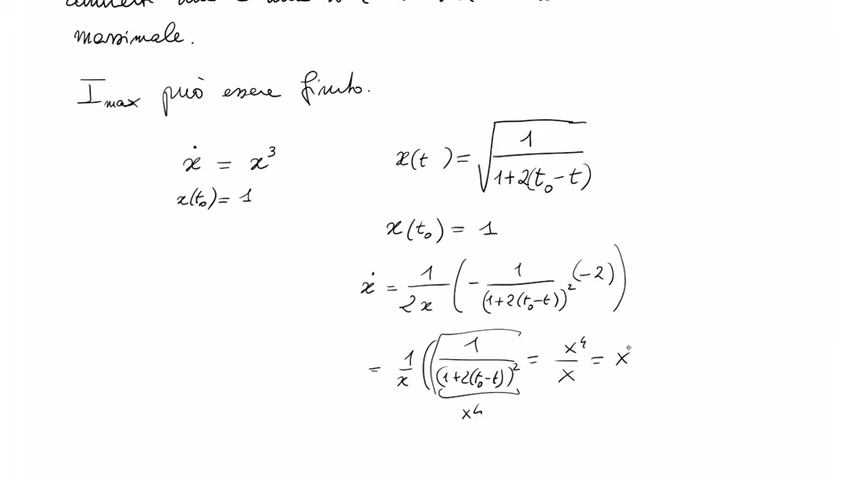 massimale.
I_max può essere finito.
ẋ = x³
x(t₀) = 1
x(t ) = √(1 / (1+2(t₀-t)))
x(t₀) = 1
ẋ = 1/(2x) (- 1/(1+2(t₀-t))² (-2))
= 1/x ((1/(1+2(t₀-t))² = x⁴/x = x
x⁴